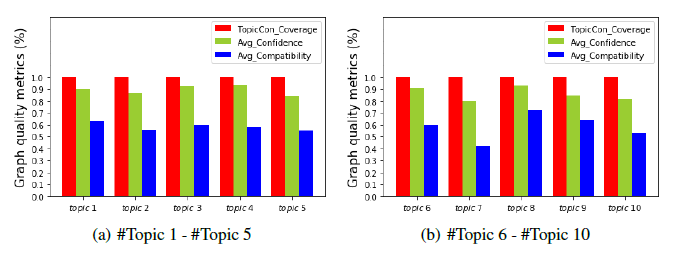 Graph quality metrics (%)
TopicCon_Coverage
Avg_Confidence
Avg_Compatibility
1.0
0.9
0.8
0.7
0.6
0.5
0.4
0.3
0.2
0.1
0.0
topic 1 topic 2 topic 3 topic 4 topic 5
(a) #Topic 1 - #Topic 5
Graph quality metrics (%)
TopicCon_Coverage
Avg_Confidence
Avg_Compatibility
1.0
0.9
0.8
0.7
0.6
0.5
0.4
0.3
0.2
0.1
0.0
topic 6 topic 7 topic 8 topic 9 topic 10
(b) #Topic 6 - #Topic 10